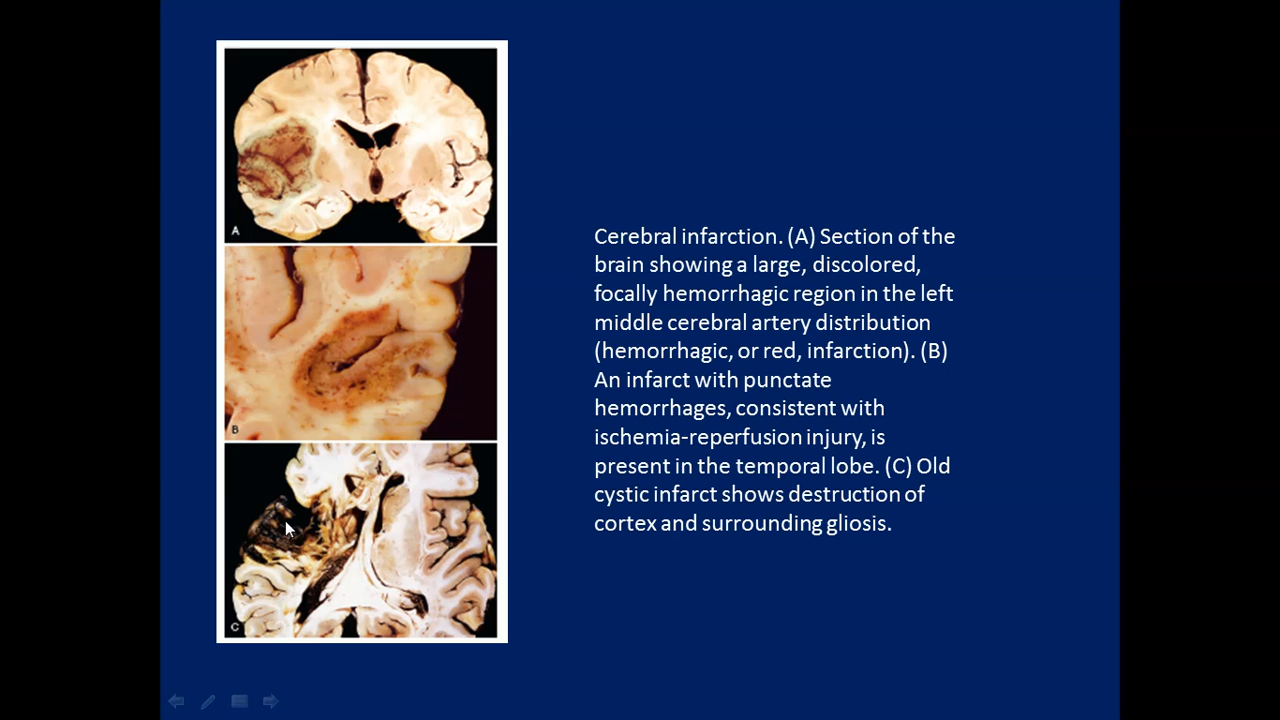 A
B
C
Cerebral infarction. (A) Section of the
brain showing a large, discolored,
focally hemorrhagic region in the left
middle cerebral artery distribution
(hemorrhagic, or red, infarction). (B)
An infarct with punctate
hemorrhages, consistent with
ischemia-reperfusion injury, is
present in the temporal lobe. (C) Old
cystic infarct shows destruction of
cortex and surrounding gliosis.